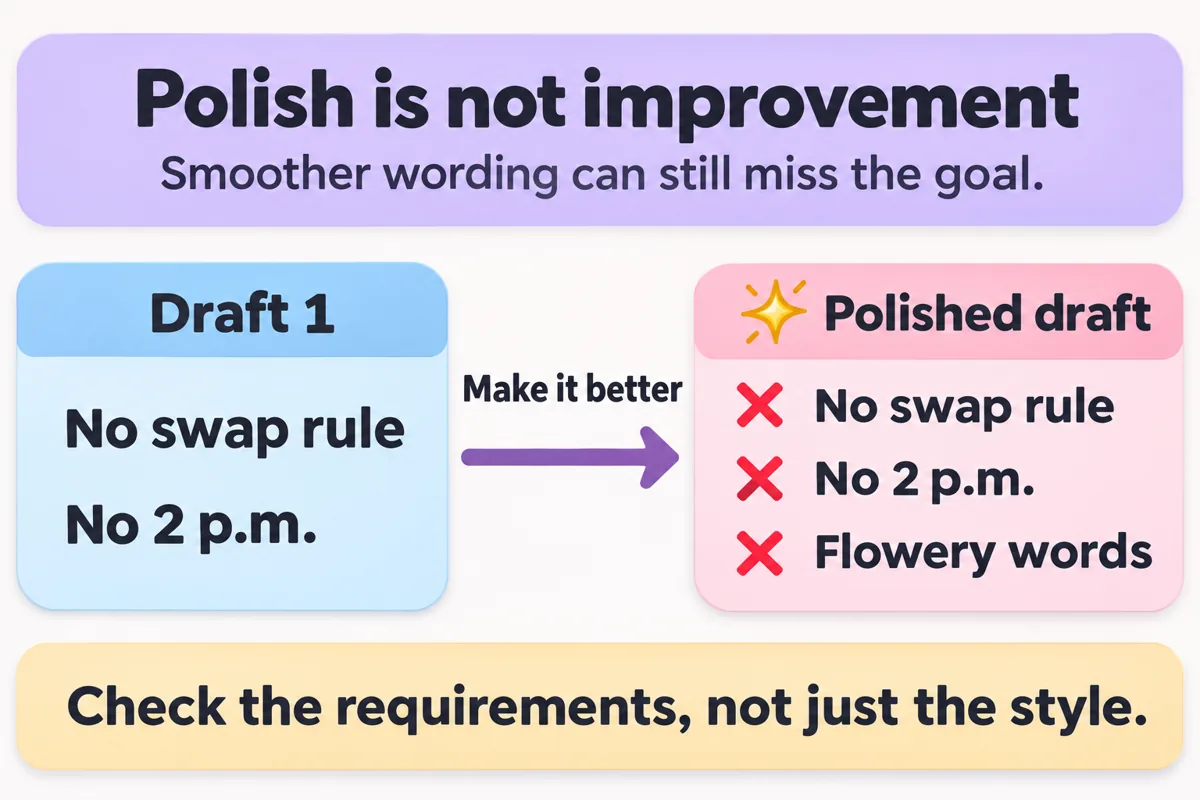 Polish is not improvement
Smoother wording can still miss the goal.
Draft 1
No swap rule
No 2 p.m.
Make it better
Polished draft
No swap rule
No 2 p.m.
Flowery words
Check the requirements, not just the style.